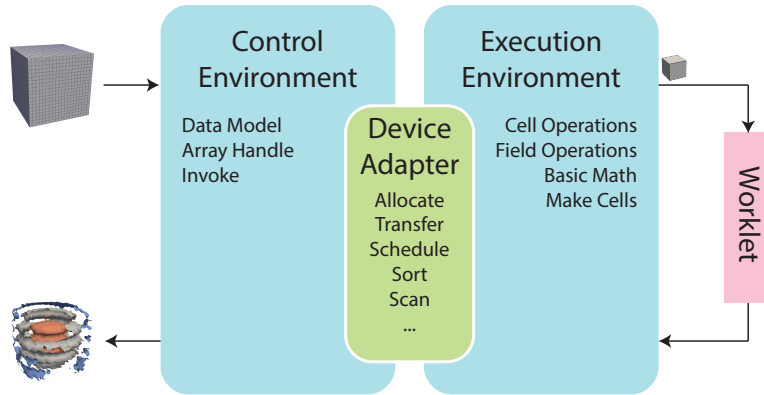 Control
Environment
Data Model
Array Handle
Invoke
Device
Adapter
Allocate
Transfer
Schedule
Sort
Scan
...
Execution
Environment
Cell Operations
Field Operations
Basic Math
Make Cells
Worklet